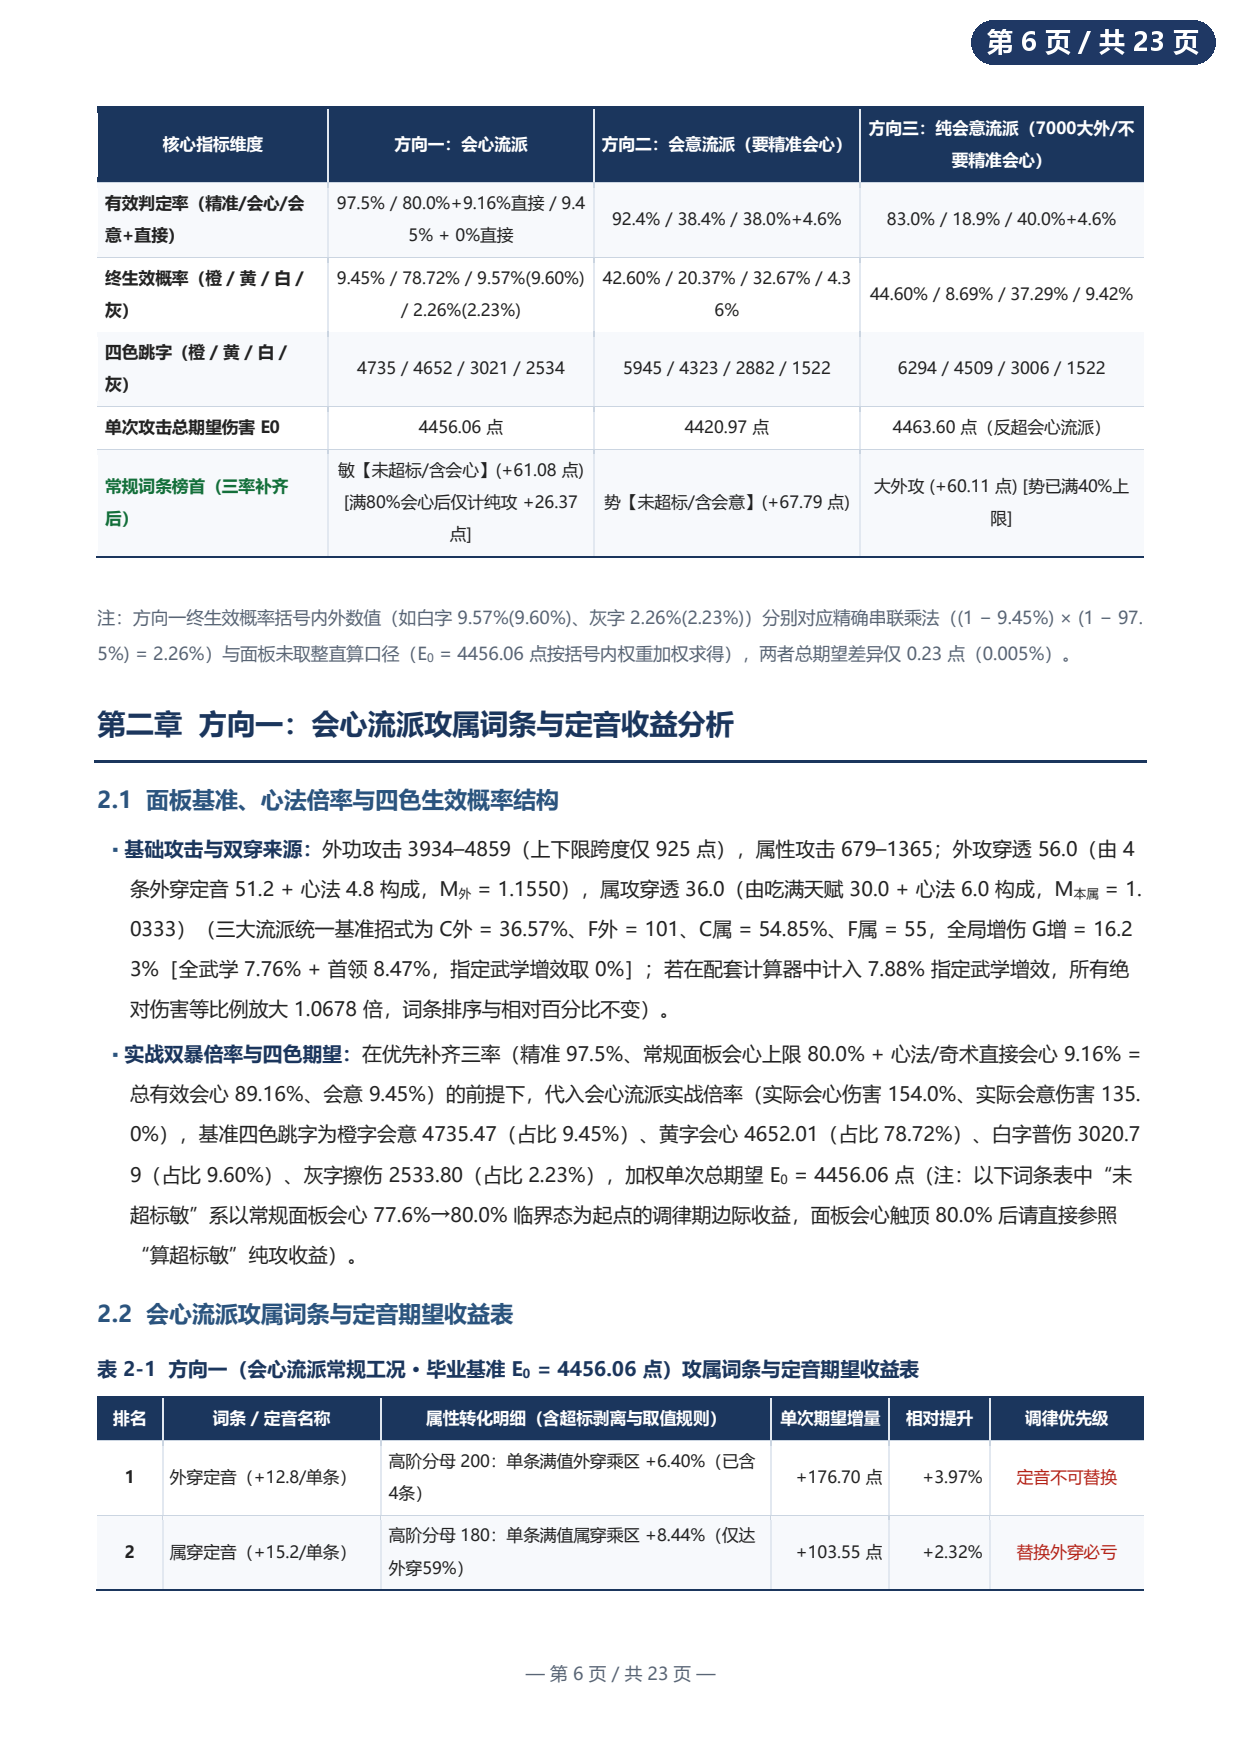 第 6 页 / 共 23 页
核心指标维度
方向一：会心流派
方向二：会意流派（要精准会心）
方向三：纯会意流派（7000大外/不
要精准会心）
有效判定率（精准/会心/会
意+直接）
97.5% / 80.0%+9.16%直接 / 9.4
5% + 0%直接
92.4% / 38.4% / 38.0%+4.6%
83.0% / 18.9% / 40.0%+4.6%
终生效概率（橙 / 黄 / 白 /
灰）
9.45% / 78.72% / 9.57%(9.60%)
/ 2.26%(2.23%)
42.60% / 20.37% / 32.67% / 4.3
6%
44.60% / 8.69% / 37.29% / 9.42%
四色跳字（橙 / 黄 / 白 /
灰）
4735 / 4652 / 3021 / 2534
5945 / 4323 / 2882 / 1522
6294 / 4509 / 3006 / 1522
单次攻击总期望伤害 E0
4456.06 点
4420.97 点
4463.60 点（反超会心流派）
常规词条榜首（三率补齐
后）
敏【未超标/含会心】(+61.08 点)
[满80%会心后仅计纯攻 +26.37
点]
势【未超标/含会意】(+67.79 点)
大外攻 (+60.11 点) [势已满40%上
限]
注：方向一终生效概率括号内外数值（如白字 9.57%(9.60%)、灰字 2.26%(2.23%)）分别对应精确串联乘法（(1 − 9.45%) × (1 − 97.
5%) = 2.26%）与面板未取整直算口径（E₀ = 4456.06 点按括号内权重加权求得），两者总期望差异仅 0.23 点（0.005%）。
第二章 方向一：会心流派攻属词条与定音收益分析
2.1 面板基准、心法倍率与四色生效概率结构
▪ 基础攻击与双穿来源：外功攻击 3934–4859（上下限跨度仅 925 点），属性攻击 679–1365；外攻穿透 56.0（由 4
条外穿定音 51.2 + 心法 4.8 构成，M外 = 1.1550），属攻穿透 36.0（由吃满天赋 30.0 + 心法 6.0 构成，M本属 = 1.
0333）（三大流派统一基准招式为 C外 = 36.57%、F外 = 101、C属 = 54.85%、F属 = 55，全局增伤 G增 = 16.2
3%［全武学 7.76% + 首领 8.47%，指定武学增效取 0%］；若在配套计算器中计入 7.88% 指定武学增效，所有绝
对伤害等比例放大 1.0678 倍，词条排序与相对百分比不变）。
▪ 实战双暴倍率与四色期望：在优先补齐三率（精准 97.5%、常规面板会心上限 80.0% + 心法/奇术直接会心 9.16% =
总有效会心 89.16%、会意 9.45%）的前提下，代入会心流派实战倍率（实际会心伤害 154.0%、实际会意伤害 135.
0%），基准四色跳字为橙字会意 4735.47（占比 9.45%）、黄字会心 4652.01（占比 78.72%）、白字普伤 3020.7
9（占比 9.60%）、灰字擦伤 2533.80（占比 2.23%），加权单次总期望 E₀ = 4456.06 点（注：以下词条表中“未
超标敏”系以常规面板会心 77.6%→80.0% 临界态为起点的调律期边际收益，面板会心触顶 80.0% 后请直接参照
“算超标敏”纯攻收益）。
2.2 会心流派攻属词条与定音期望收益表
表 2-1 方向一（会心流派常规工况 • 毕业基准 E₀ = 4456.06 点）攻属词条与定音期望收益表
排名
词条 / 定音名称
属性转化明细（含超标剥离与取值规则）
单次期望增量
相对提升
调律优先级
1
外穿定音（+12.8/单条）
高阶分母 200：单条满值外穿乘区 +6.40%（已含
4条）
+176.70 点
+3.97%
定音不可替换
2
属穿定音（+15.2/单条）
高阶分母 180：单条满值属穿乘区 +8.44%（仅达
外穿59%）
+103.55 点
+2.32%
替换外穿必亏
— 第 6 页 / 共 23 页 —